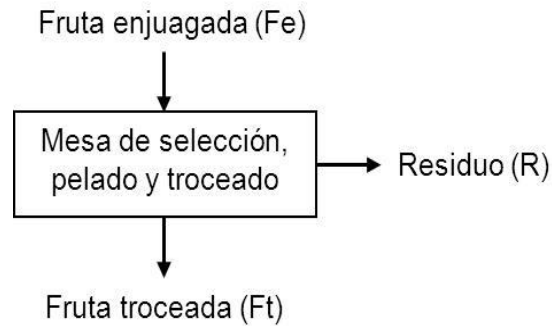 Fruta enjuagada (Fe)
Mesa de selección,
pelado y troceado
Residuo (R)
Fruta troceada (Ft)